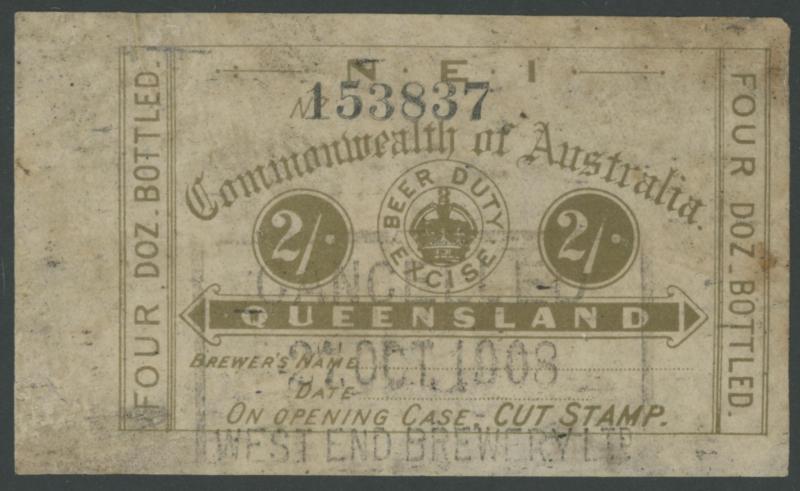 FOUR DOZ. BOTTLED.
N.E.I
No 153837
Commonwealth of Australia.
2/-
BEER DUTY
EXCISE
2/-
CANCELLED
QUEENSLAND
BREWER'S NAME
OCT. 1908
DATE
ON OPENING CASE, CUT STAMP.
WEST END BREWERY LTD
FOUR DOZ. BOTTLED.